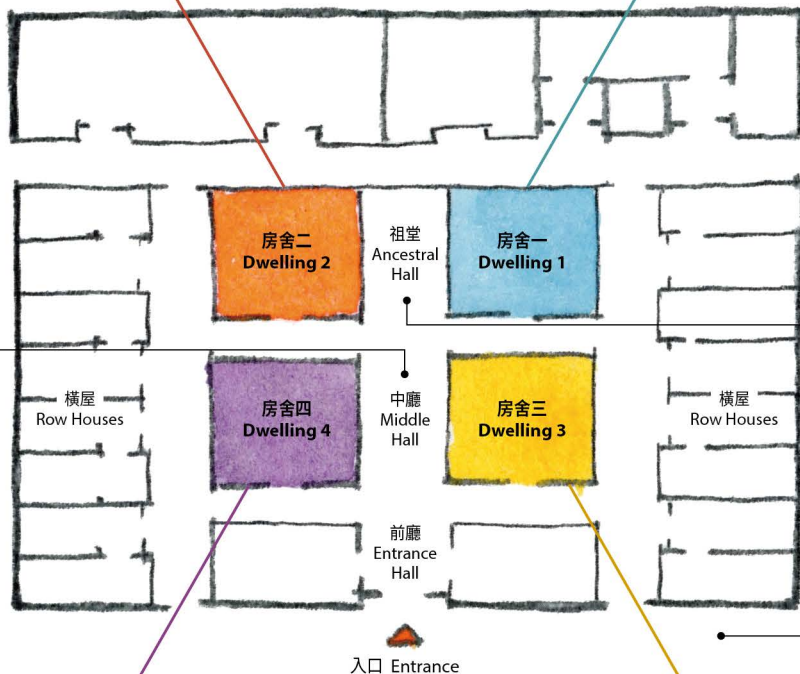 房舍二
Dwelling 2
祖堂
Ancestral
Hall
房舍一
Dwelling 1
橫屋
Row Houses
房舍四
Dwelling 4
中廳
Middle
Hall
房舍三
Dwelling 3
橫屋
Row Houses
前廳
Entrance
Hall
入口 Entrance